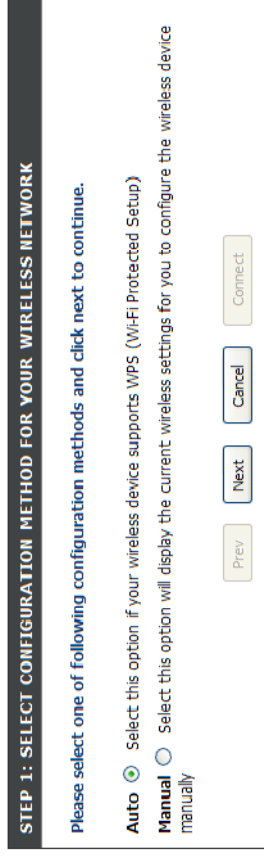 STEP 1: SELECT CONFIGURATION METHOD FOR YOUR WIRELESS NETWORK
Please select one of following configuration methods and click next to continue.
Auto Select this option if your wireless device supports WPS (Wi-Fi Protected Setup)
Manual Select this option will display the current wireless settings for you to configure the wireless device
manually
Prev Next Cancel Connect